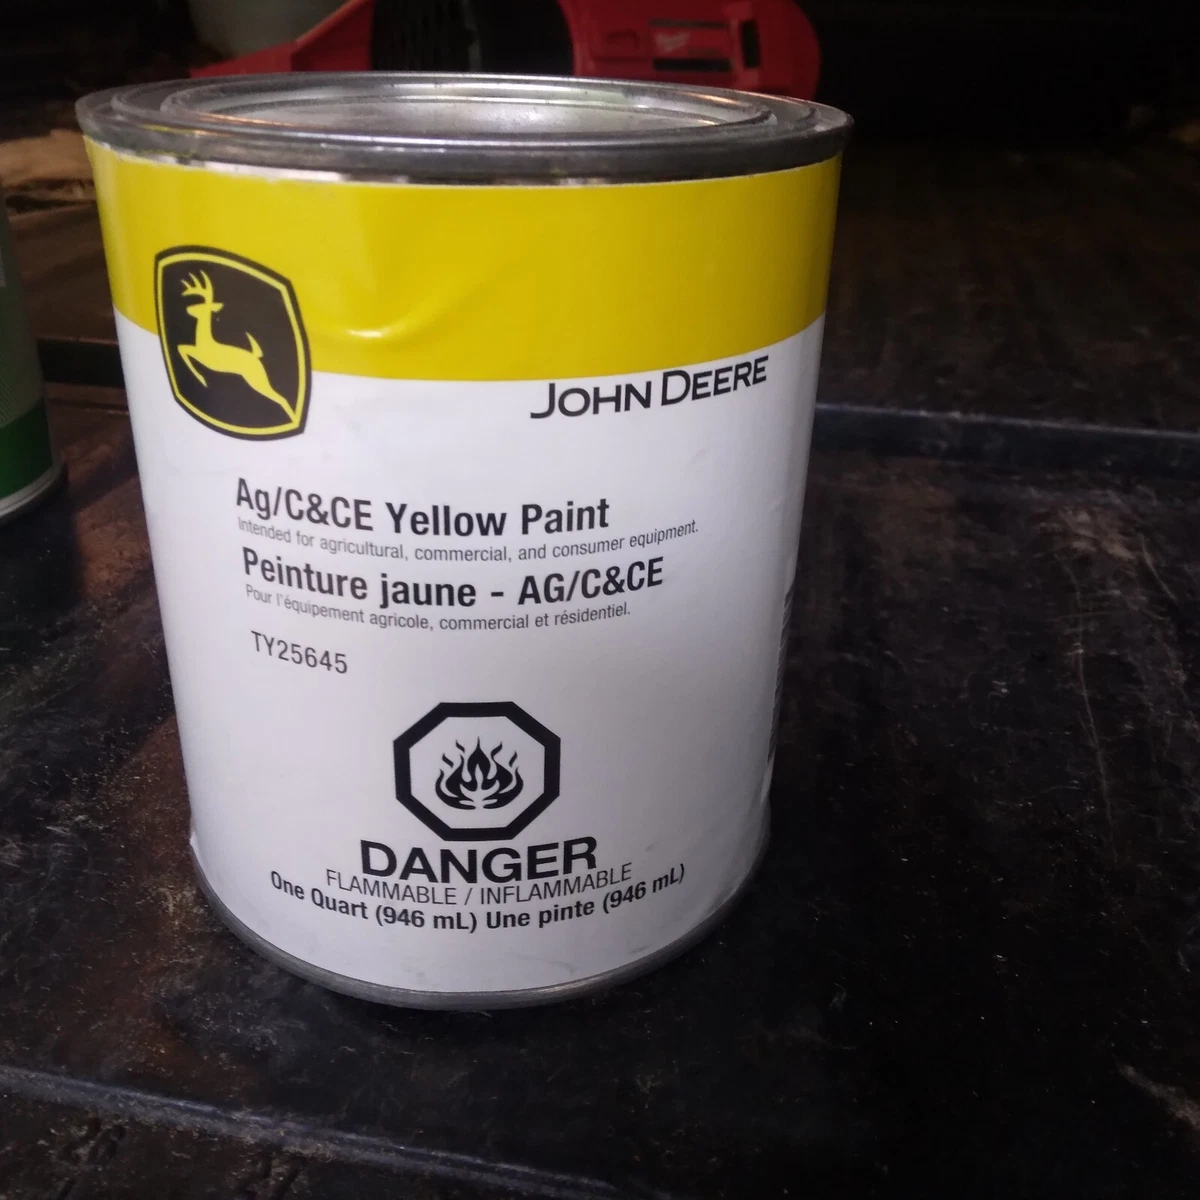 JOHN DEERE
Ag/C&CE Yellow Paint
Intended for agricultural, commercial, and consumer equipment.
Peinture jaune - AG/C&CE
Pour l'équipement agricole, commercial et résidentiel.
TY25645
DANGER
FLAMMABLE / INFLAMMABLE
One Quart (946 mL) Une pinte (946 mL)